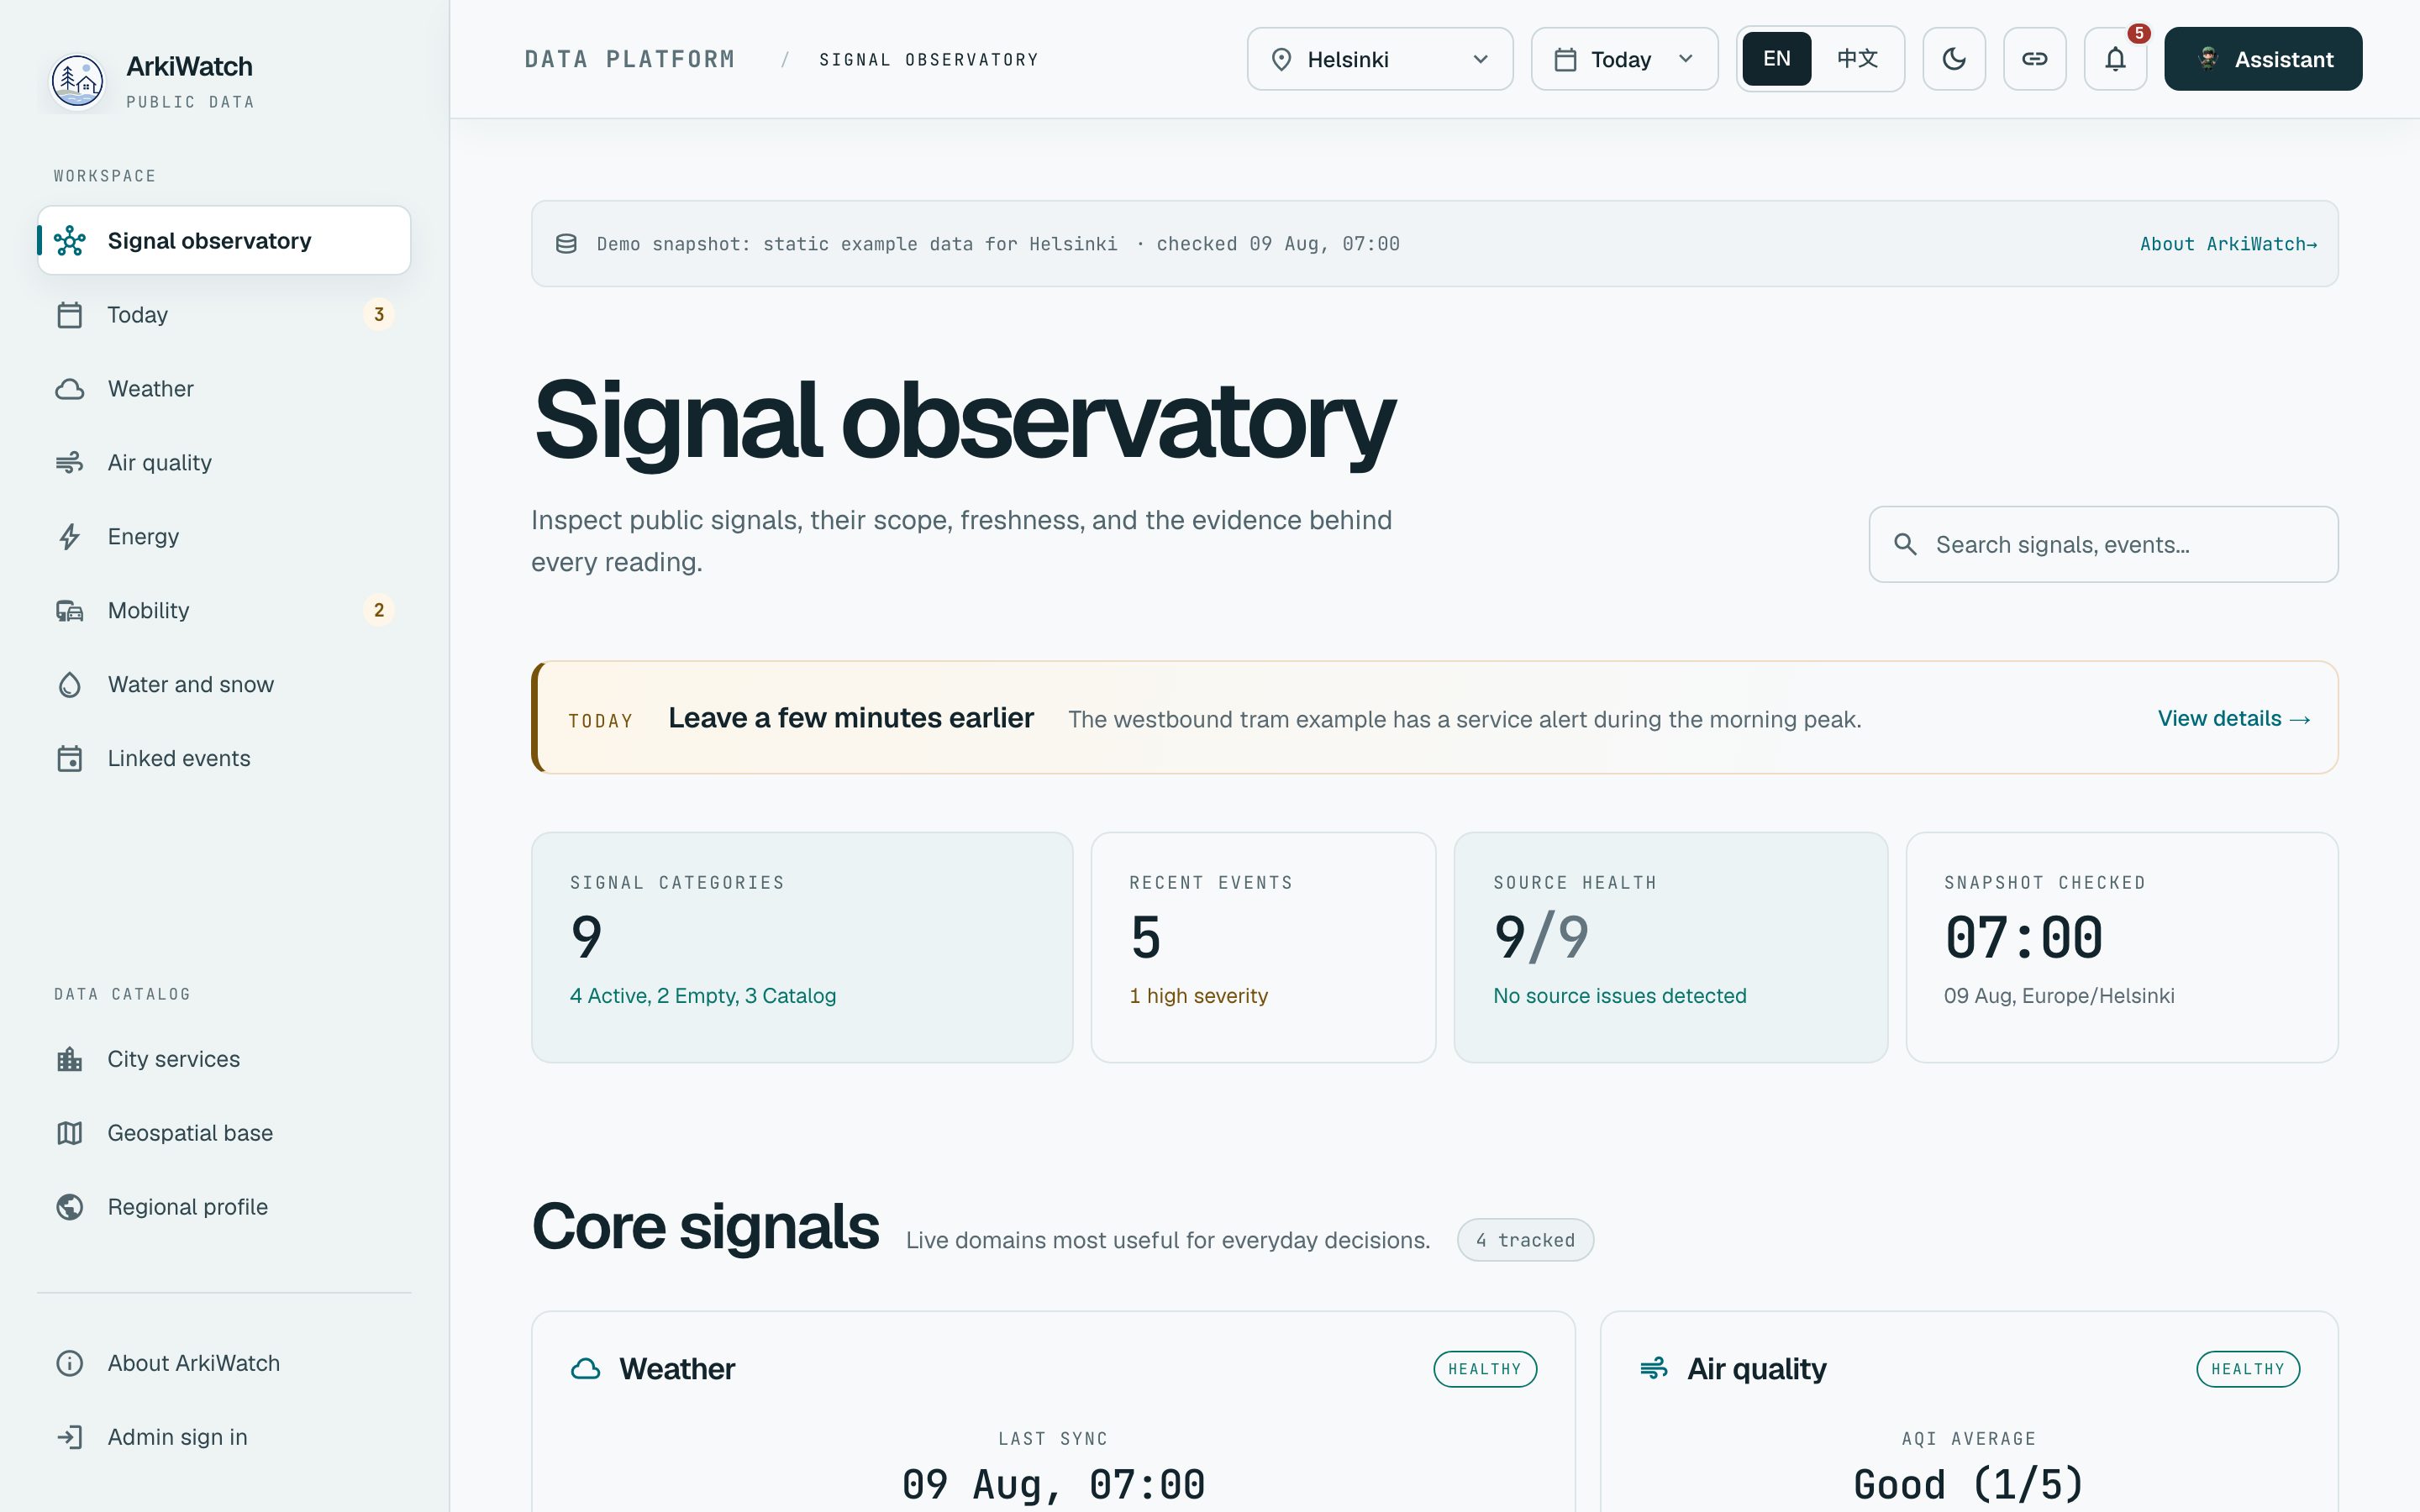 ArkiWatch
PUBLIC DATA
WORKSPACE
Signal observatory
Today 3
Weather
Air quality
Energy
Mobility 2
Water and snow
Linked events
DATA CATALOG
City services
Geospatial base
Regional profile
About ArkiWatch
Admin sign in
DATA PLATFORM / SIGNAL OBSERVATORY
Helsinki
Today
EN 中文
5
Assistant
Demo snapshot: static example data for Helsinki · checked 09 Aug, 07:00
About ArkiWatch→
Signal observatory
Inspect public signals, their scope, freshness, and the evidence behind
every reading.
Search signals, events…
TODAY Leave a few minutes earlier The westbound tram example has a service alert during the morning peak. View details →
SIGNAL CATEGORIES
9
4 Active, 2 Empty, 3 Catalog
RECENT EVENTS
5
1 high severity
SOURCE HEALTH
9/9
No source issues detected
SNAPSHOT CHECKED
07:00
09 Aug, Europe/Helsinki
Core signals Live domains most useful for everyday decisions. 4 tracked
Weather HEALTHY
LAST SYNC
09 Aug, 07:00
Air quality HEALTHY
AQI AVERAGE
Good (1/5)